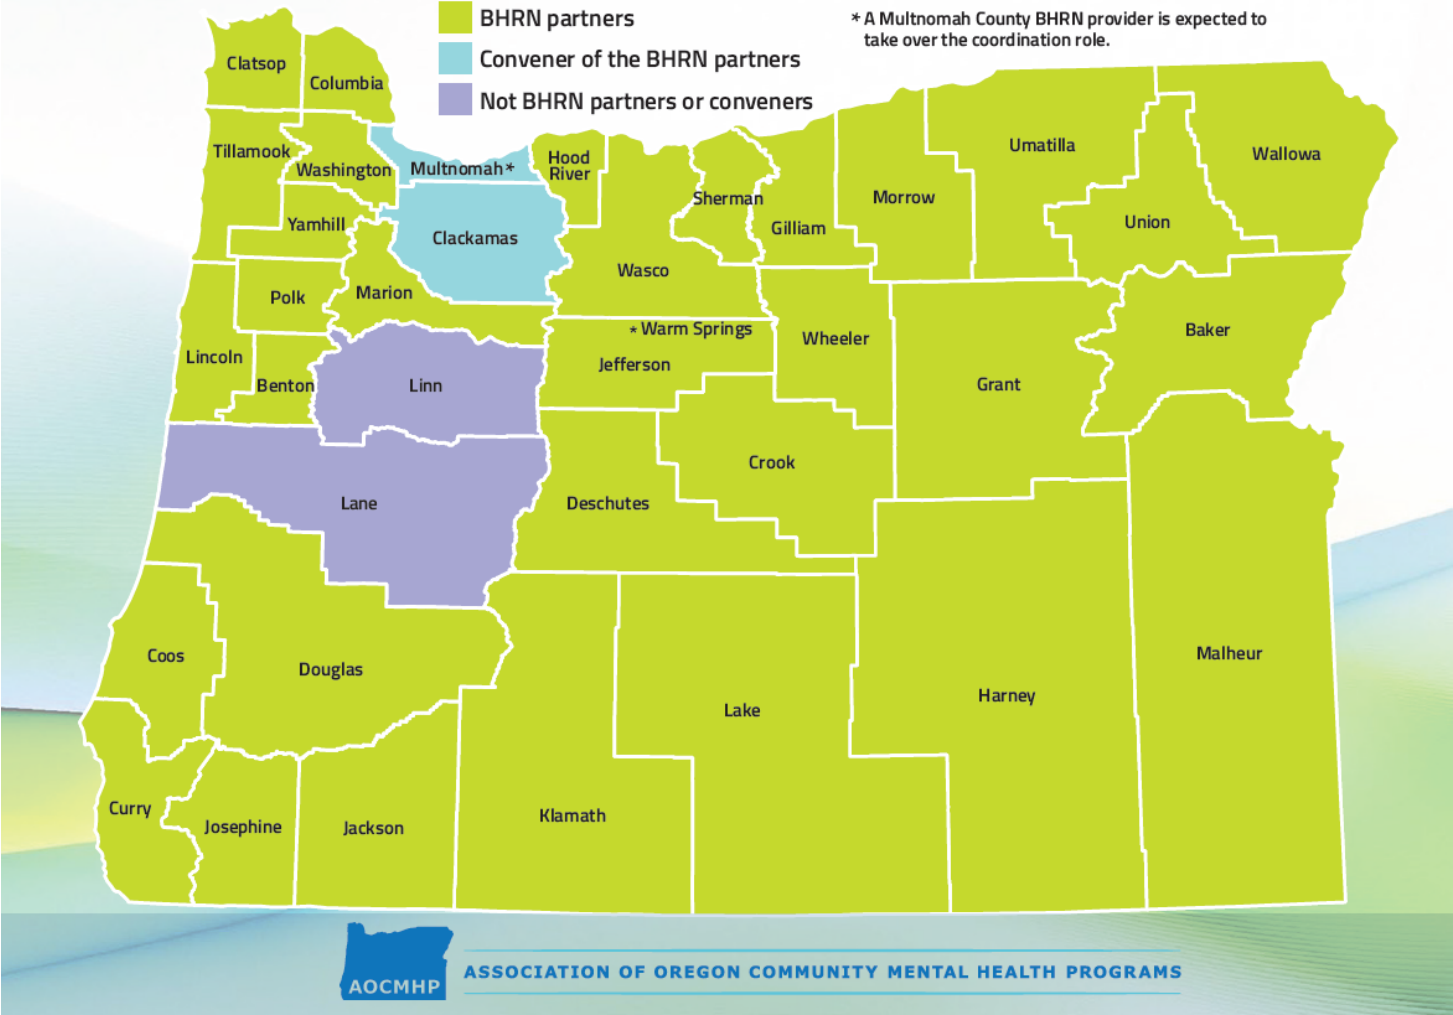 BHRN partners
Convener of the BHRN partners
Not BHRN partners or conveners
* A Multnomah County BHRN provider is expected to
take over the coordination role.
Clatsop
Columbia
Tillamook
Washington
Multnomah*
Hood
River
Sherman
Gilliam
Morrow
Umatilla
Union
Wallowa
Yamhill
Clackamas
Wasco
Polk
Marion
* Warm Springs
Jefferson
Wheeler
Baker
Lincoln
Benton
Linn
Grant
Crook
Lane
Deschutes
Coos
Douglas
Lake
Harney
Malheur
Curry
Josephine
Jackson
Klamath
AOCMHP
ASSOCIATION OF OREGON COMMUNITY MENTAL HEALTH PROGRAMS